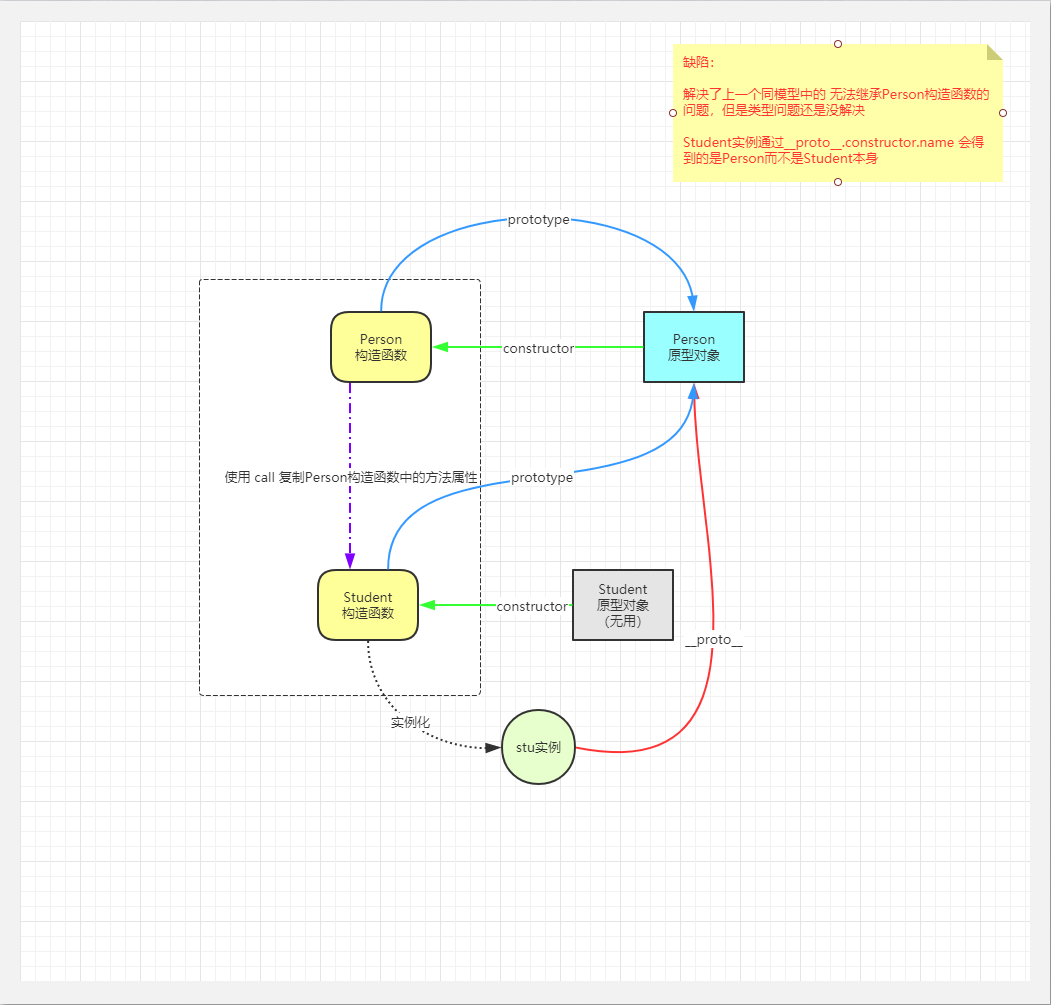 缺陷：
解决了上一个同模型中的 无法继承Person构造函数的
问题，但是类型问题还是没解决
Student实例通过__proto__.constructor.name 会得
到的是Person而不是Student本身
prototype
Person
构造函数
constructor
Person
原型对象
使用 call 复制Person构造函数中的方法属性
prototype
Student
构造函数
constructor
Student
原型对象
（无用）
__proto__
实例化
stu实例